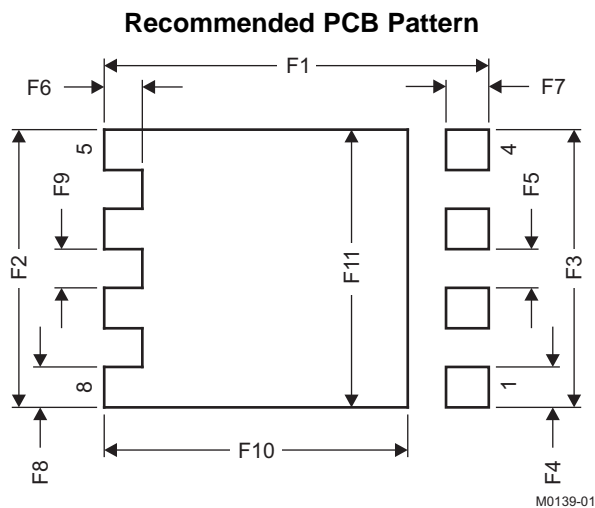 Recommended PCB Pattern
F1
F6
F7
5
4
F9
F5
F2
F11
F3
8
1
F10
F8
F4
M0139-01